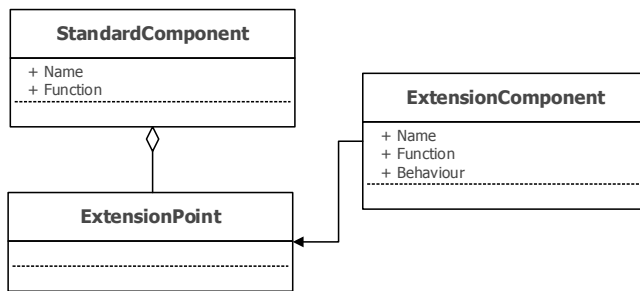 StandardComponent
+ Name
+ Function
ExtensionComponent
+ Name
+ Function
+ Behaviour
ExtensionPoint